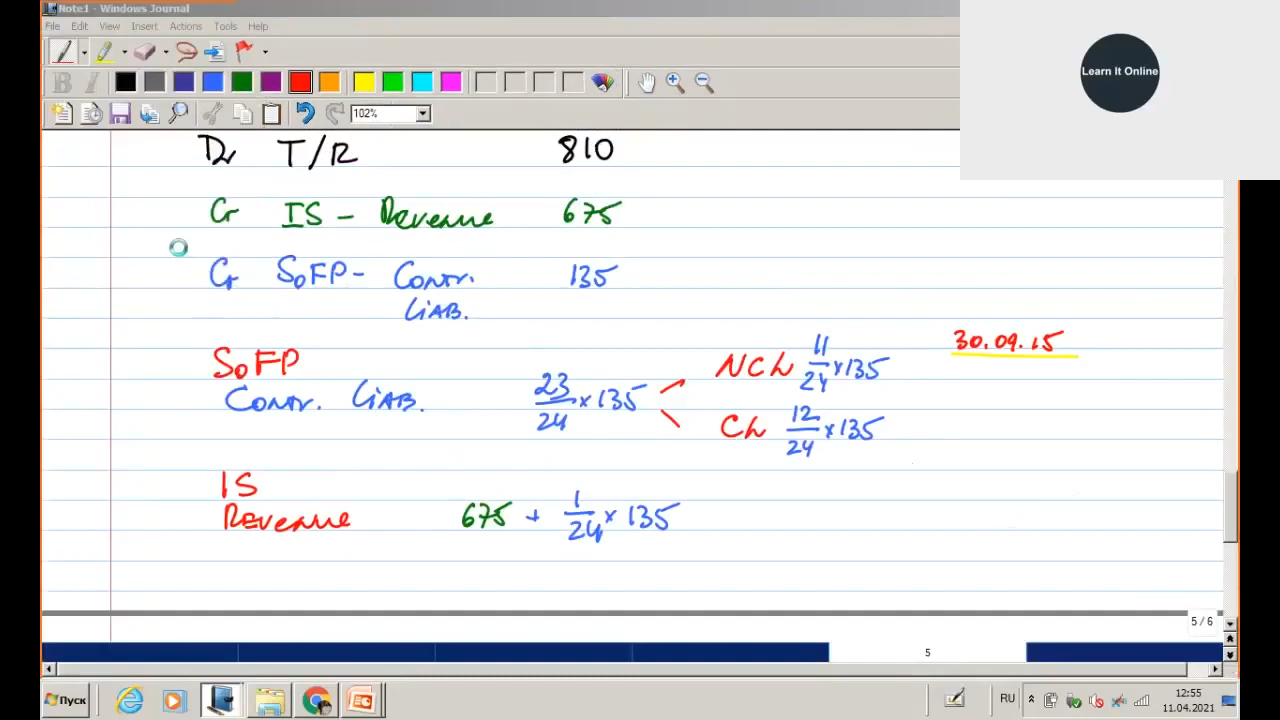 Note1 - Windows Journal
File Edit View Insert Actions Tools Help
Learn It Online
B I
102%
Dr T/R 810
Cr IS - Revenue 675
Cr SoFP - Contr. Liab. 135
30.09.15
SoFP
Contr. Liab. 23/24 × 135
NCL 11/24 × 135
CL 12/24 × 135
IS
Revenue 675 + 1/24 × 135
5 / 6
5
Пуск
RU
12:55
11.04.2021